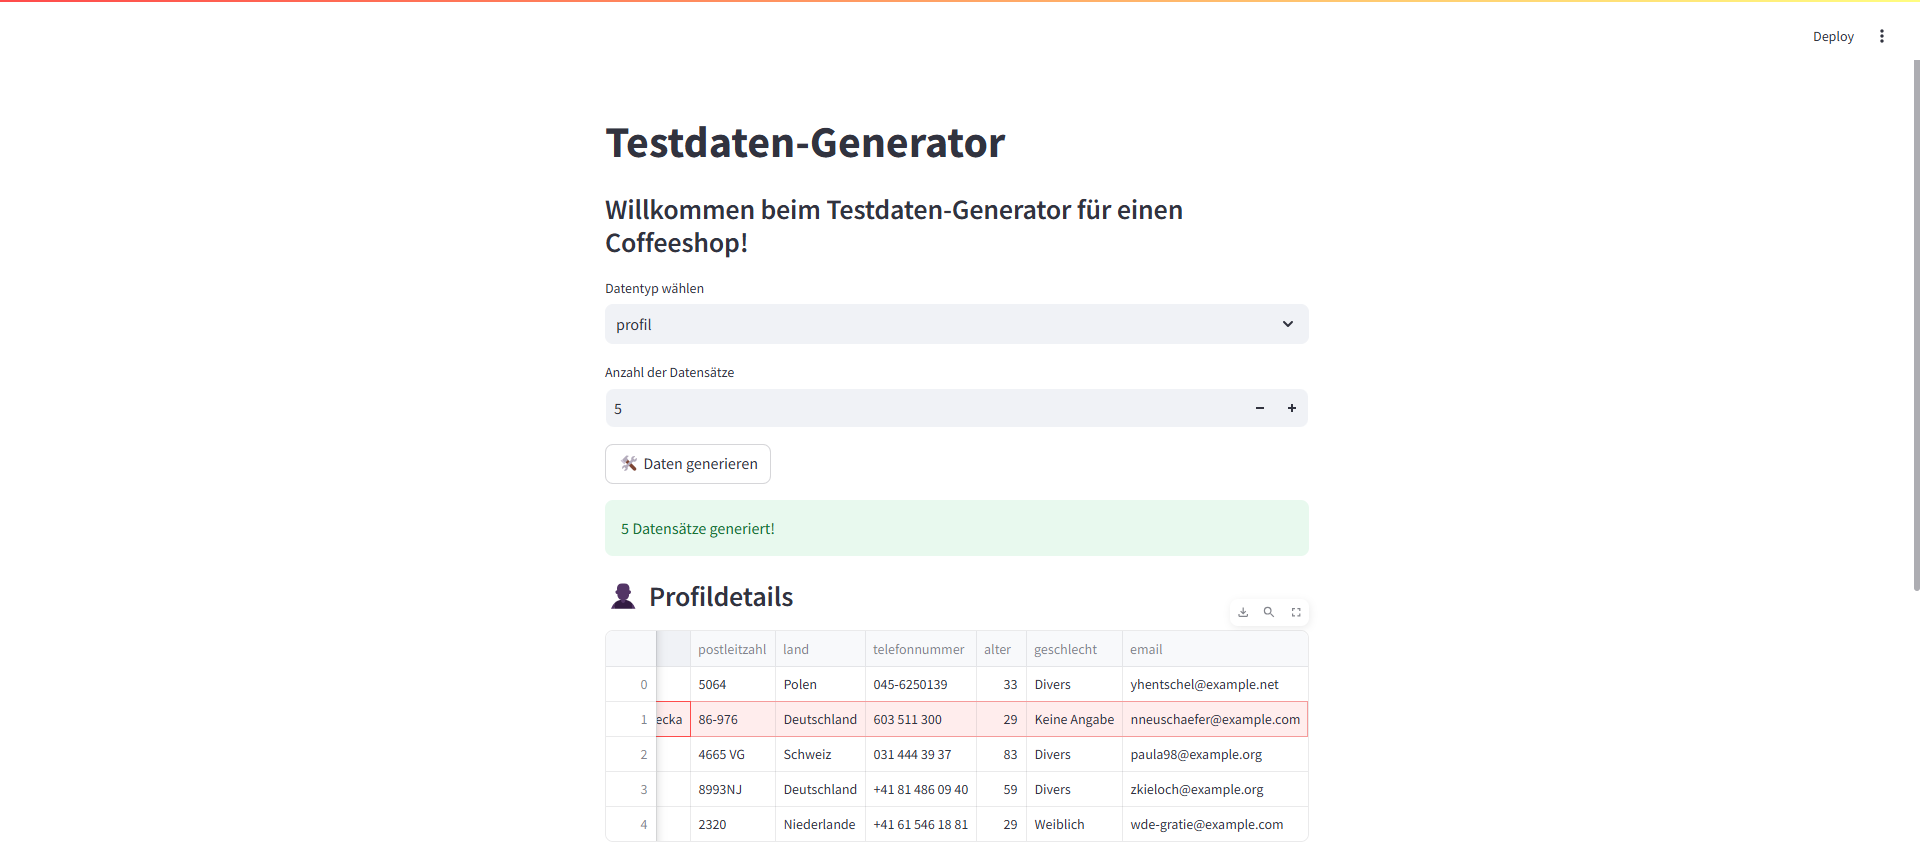 Deploy
Testdaten-Generator
Willkommen beim Testdaten-Generator für einen
Coffeeshop!
Datentyp wählen
profil
Anzahl der Datensätze
5
Daten generieren
5 Datensätze generiert!
Profildetails
postleitzahl land telefonnummer alter geschlecht email
0 5064 Polen 045-6250139 33 Divers yhentschel@example.net
1 ecka 86-976 Deutschland 603 511 300 29 Keine Angabe nneuschaefer@example.com
2 4665 VG Schweiz 031 444 39 37 83 Divers paula98@example.org
3 8993NJ Deutschland +41 81 486 09 40 59 Divers zkieloch@example.org
4 2320 Niederlande +41 61 546 18 81 29 Weiblich wde-gratie@example.com